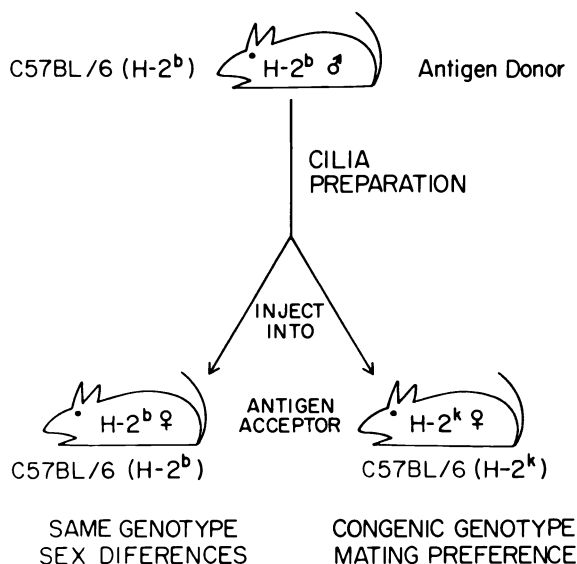 C57BL/6 (H-2ᵇ)
H-2ᵇ ♂
Antigen Donor
CILIA
PREPARATION
INJECT
INTO
H-2ᵇ ♀
ANTIGEN
ACCEPTOR
H-2ᵏ ♀
C57BL/6 (H-2ᵇ)
C57BL/6 (H-2ᵏ)
SAME GENOTYPE
SEX DIFERENCES
CONGENIC GENOTYPE
MATING PREFERENCE